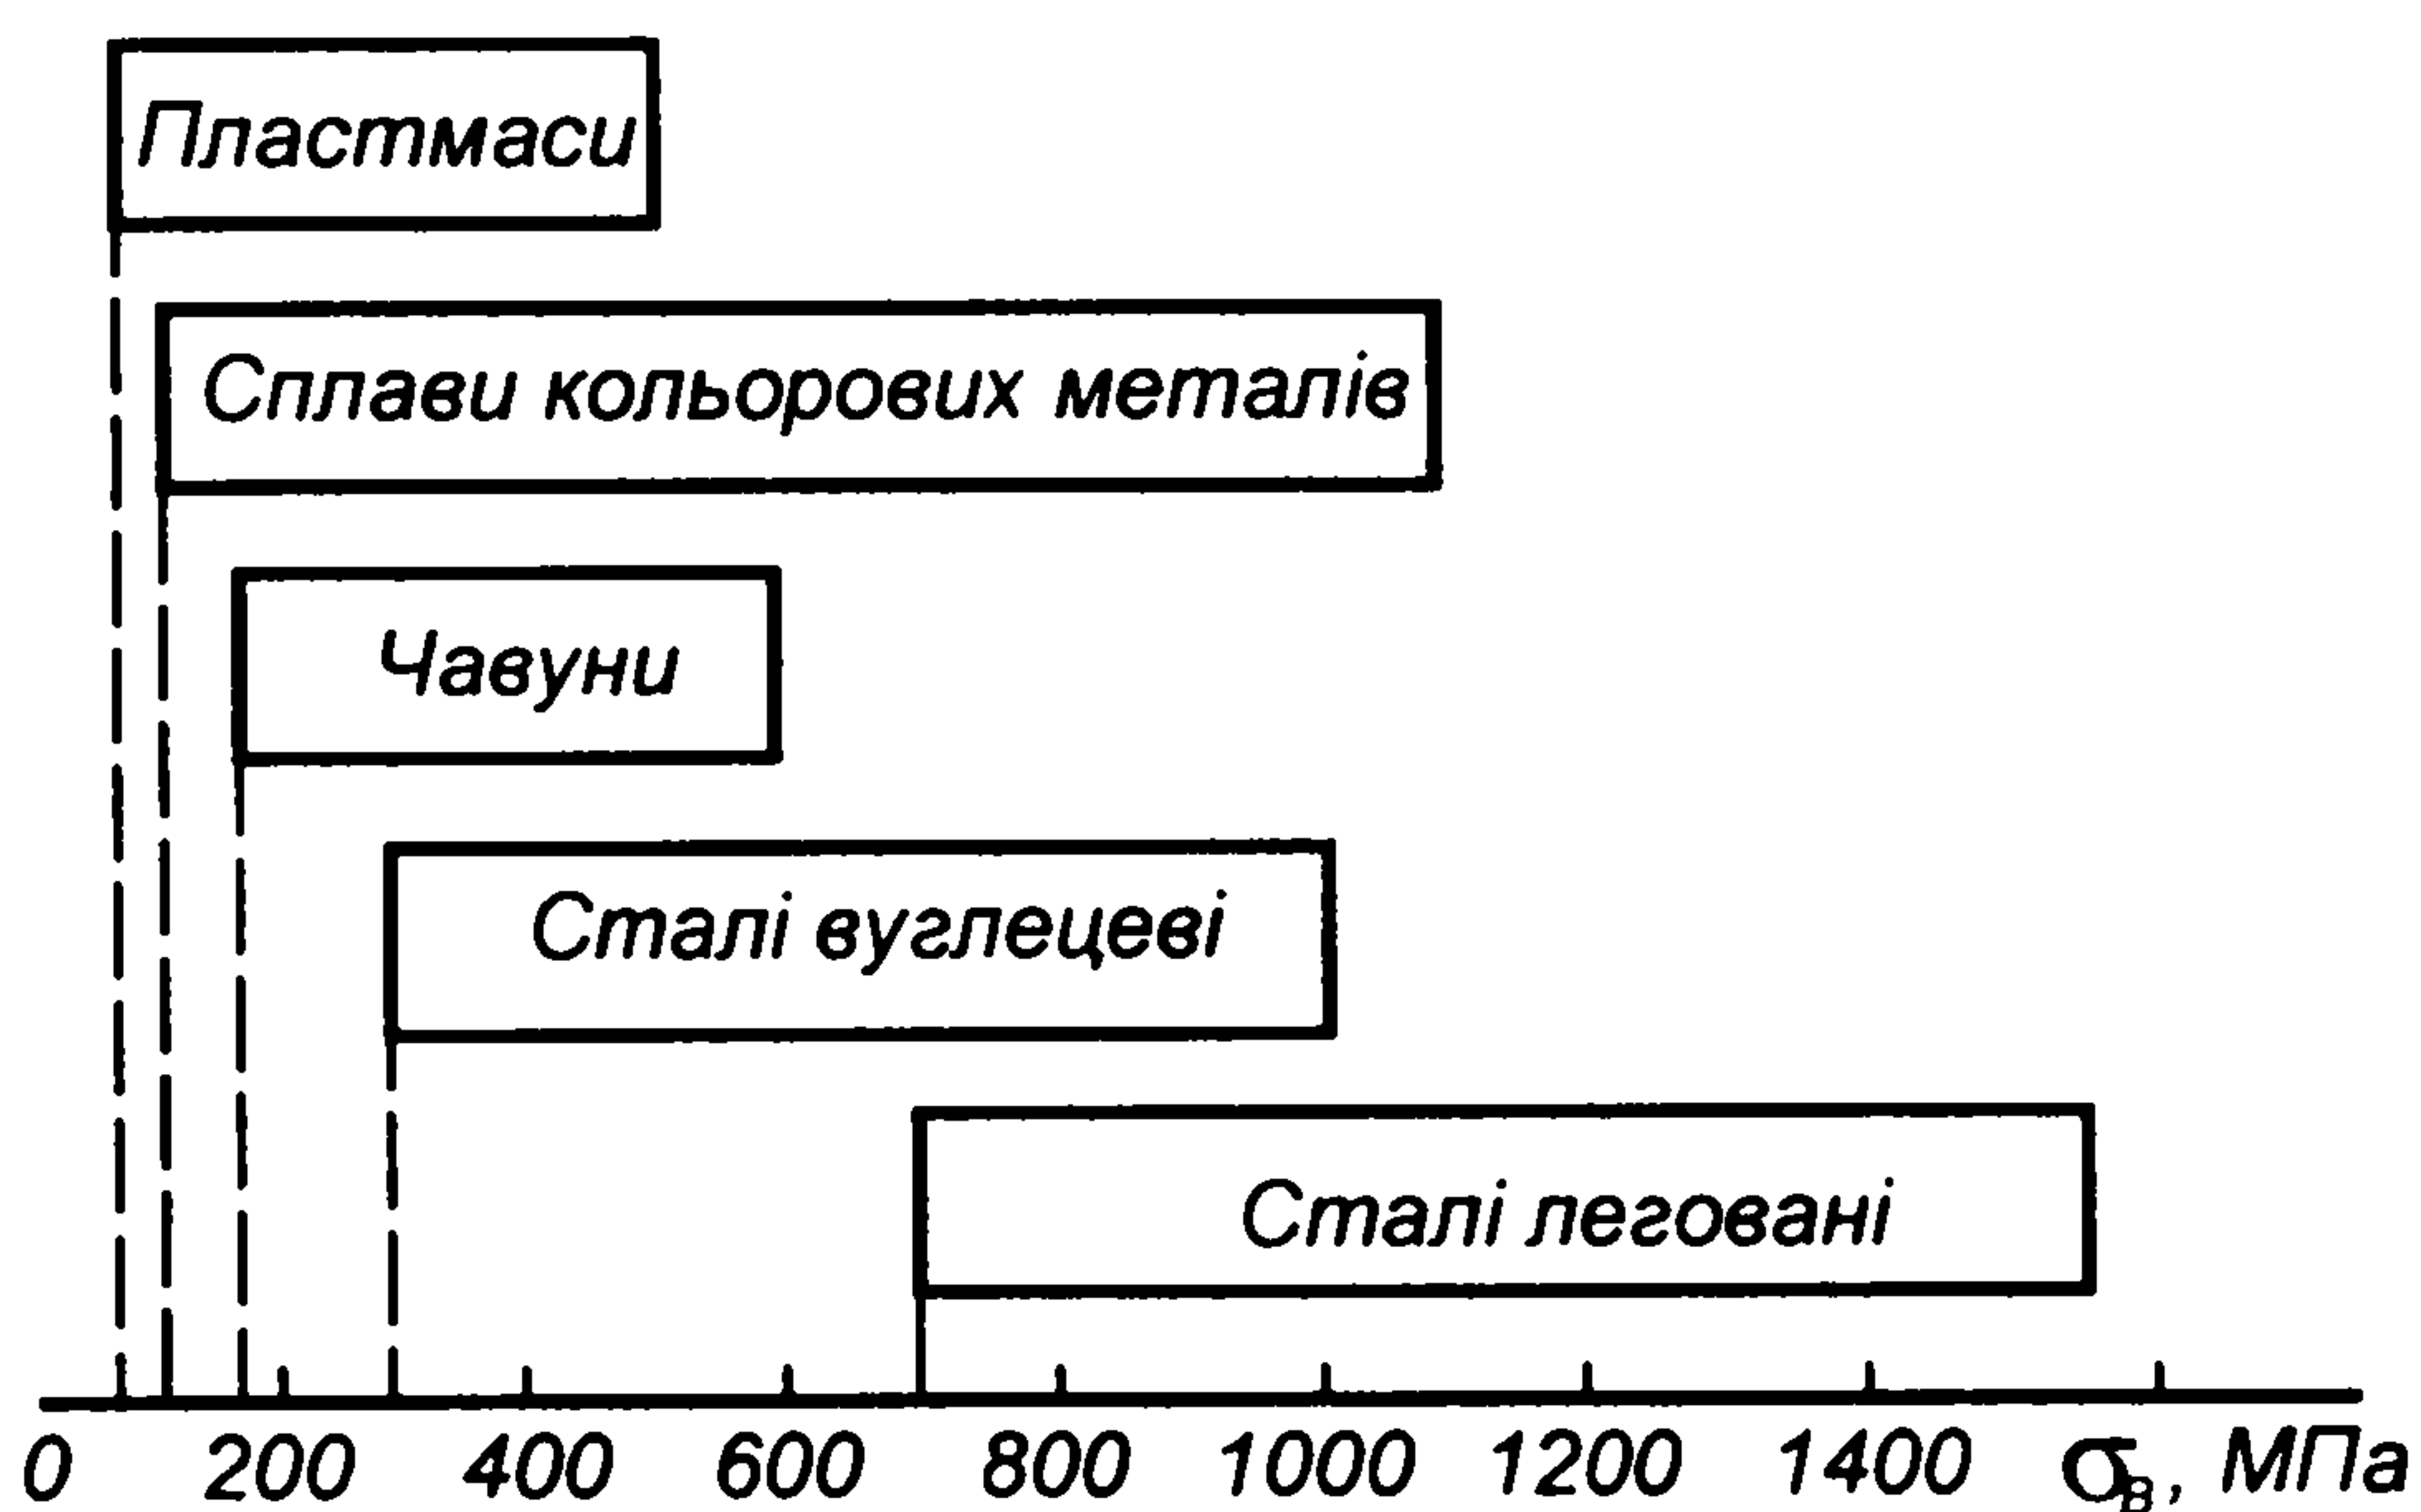 Пластмаси
Сплави кольорових металів
Чавуни
Сталі вуглецеві
Сталі леговані
0 200 400 600 800 1000 1200 1400 σв, МПа